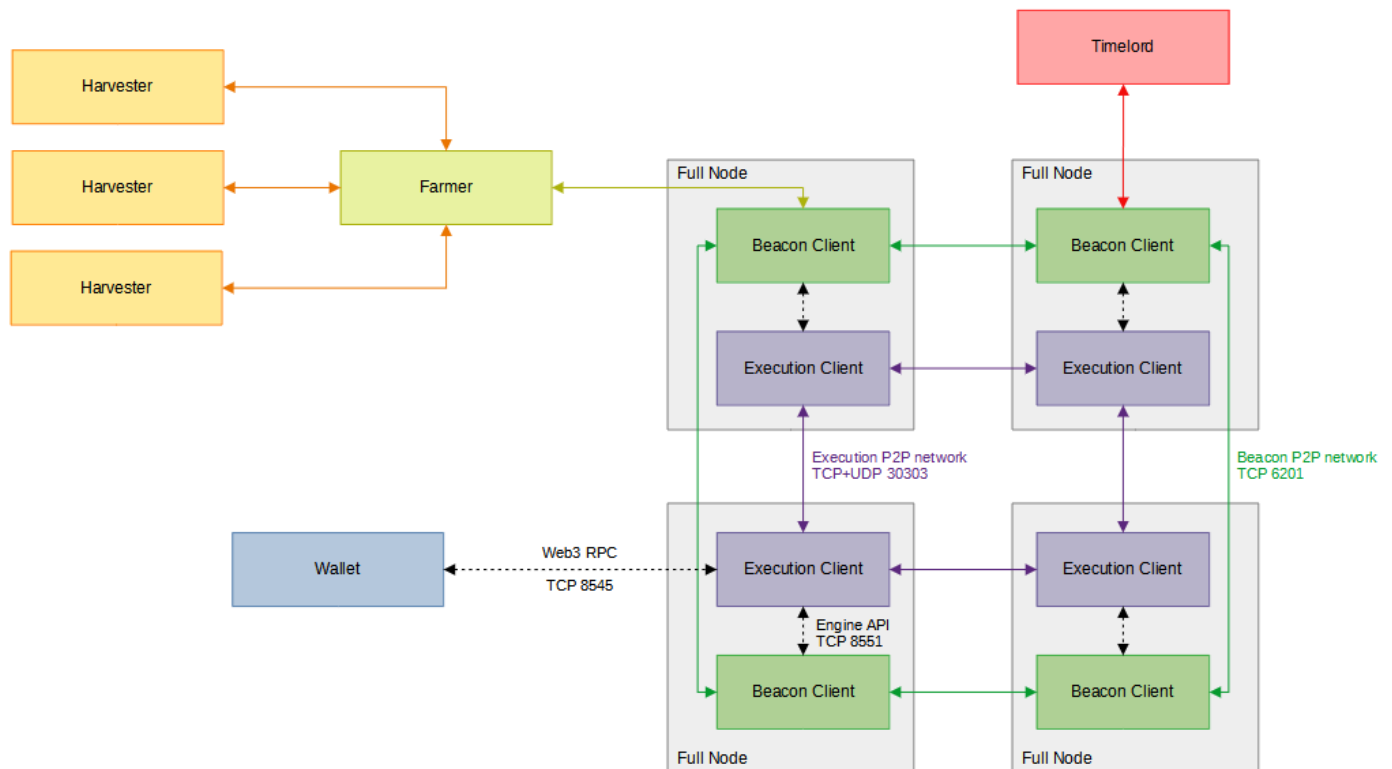 Timelord
Harvester
Harvester
Farmer
Harvester
Full Node
Full Node
Beacon Client
Beacon Client
Execution Client
Execution Client
Execution P2P network
TCP+UDP 30303
Beacon P2P network
TCP 6201
Wallet
Web3 RPC
TCP 8545
Execution Client
Execution Client
Engine API
TCP 8551
Beacon Client
Beacon Client
Full Node
Full Node